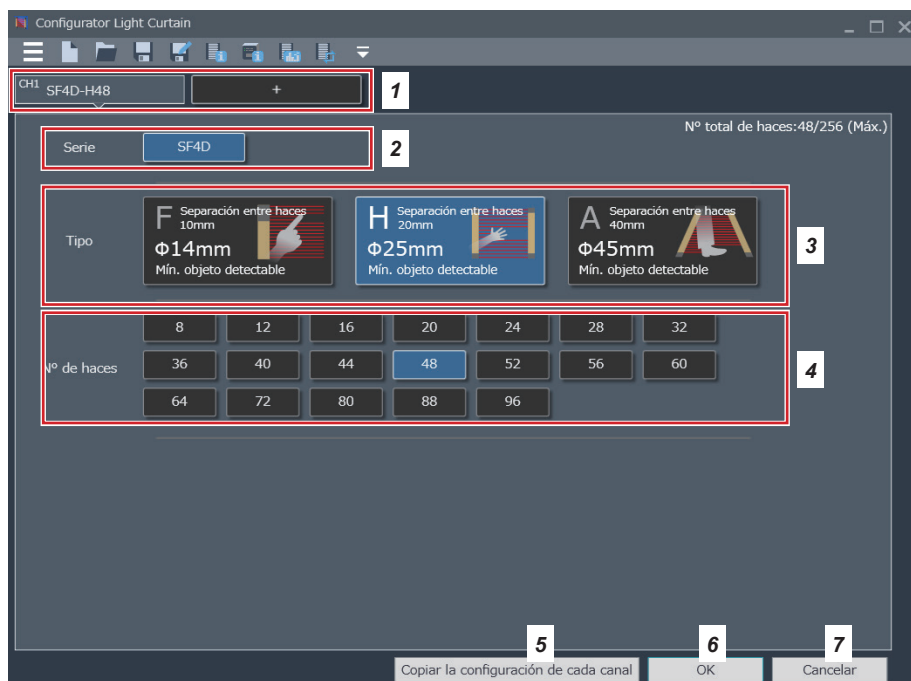 Configurator Light Curtain
CH1 SF4D-H48
+
1
Nº total de haces:48/256 (Máx.)
Serie
SF4D
2
Tipo
F Separación entre haces
10mm
Φ14mm
Mín. objeto detectable
H Separación entre haces
20mm
Φ25mm
Mín. objeto detectable
A Separación entre haces
40mm
Φ45mm
Mín. objeto detectable
3
Nº de haces
8 12 16 20 24 28 32
36 40 44 48 52 56 60
64 72 80 88 96
4
5 6 7
Copiar la configuración de cada canal OK Cancelar